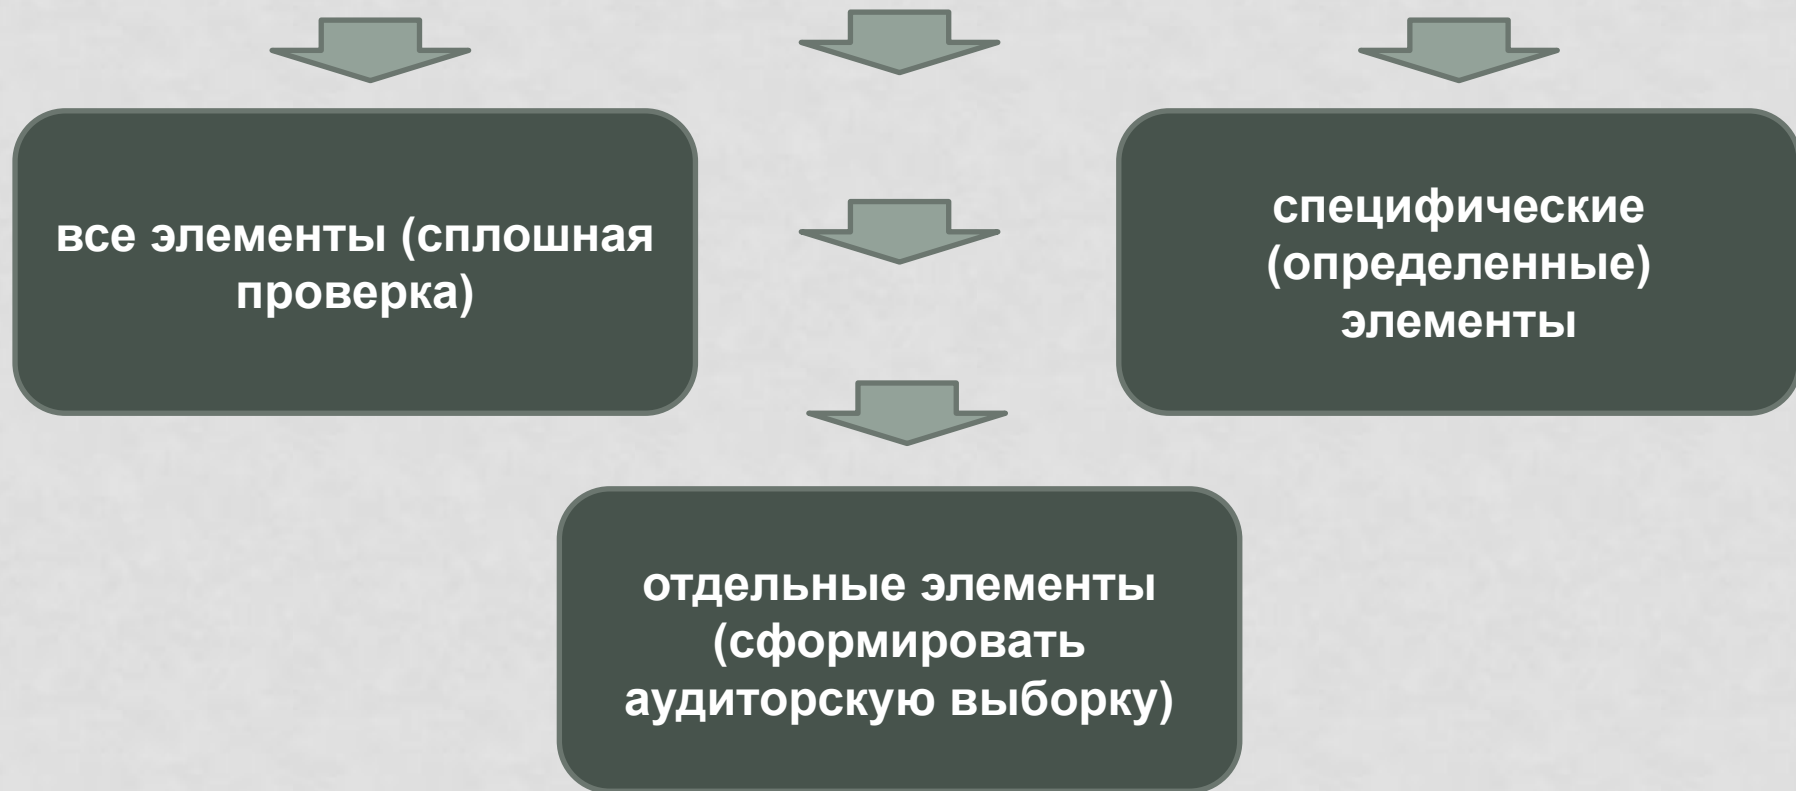 все элементы (сплошная
проверка)
специфические
(определенные)
элементы
отдельные элементы
(сформировать
аудиторскую выборку)